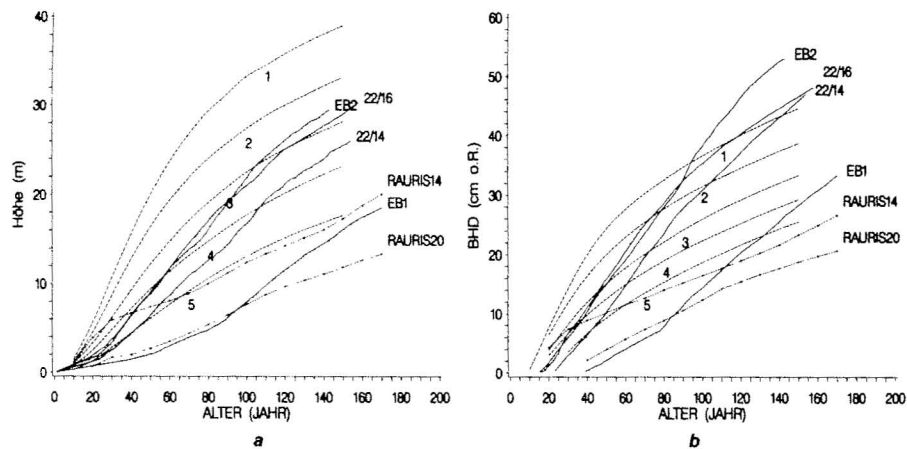 40
30
20
10
0
Höhe (m)
1
2
3
4
5
EB2
22/16
22/14
RAURIS14
EB1
RAURIS20
0 20 40 60 80 100 120 140 160 180 200
ALTER (JAHR)
a
60
50
40
30
20
10
0
BHD (cm o.R.)
EB2
22/16
22/14
1
2
3
4
5
EB1
RAURIS14
RAURIS20
0 20 40 60 80 100 120 140 160 180 200
ALTER (JAHR)
b